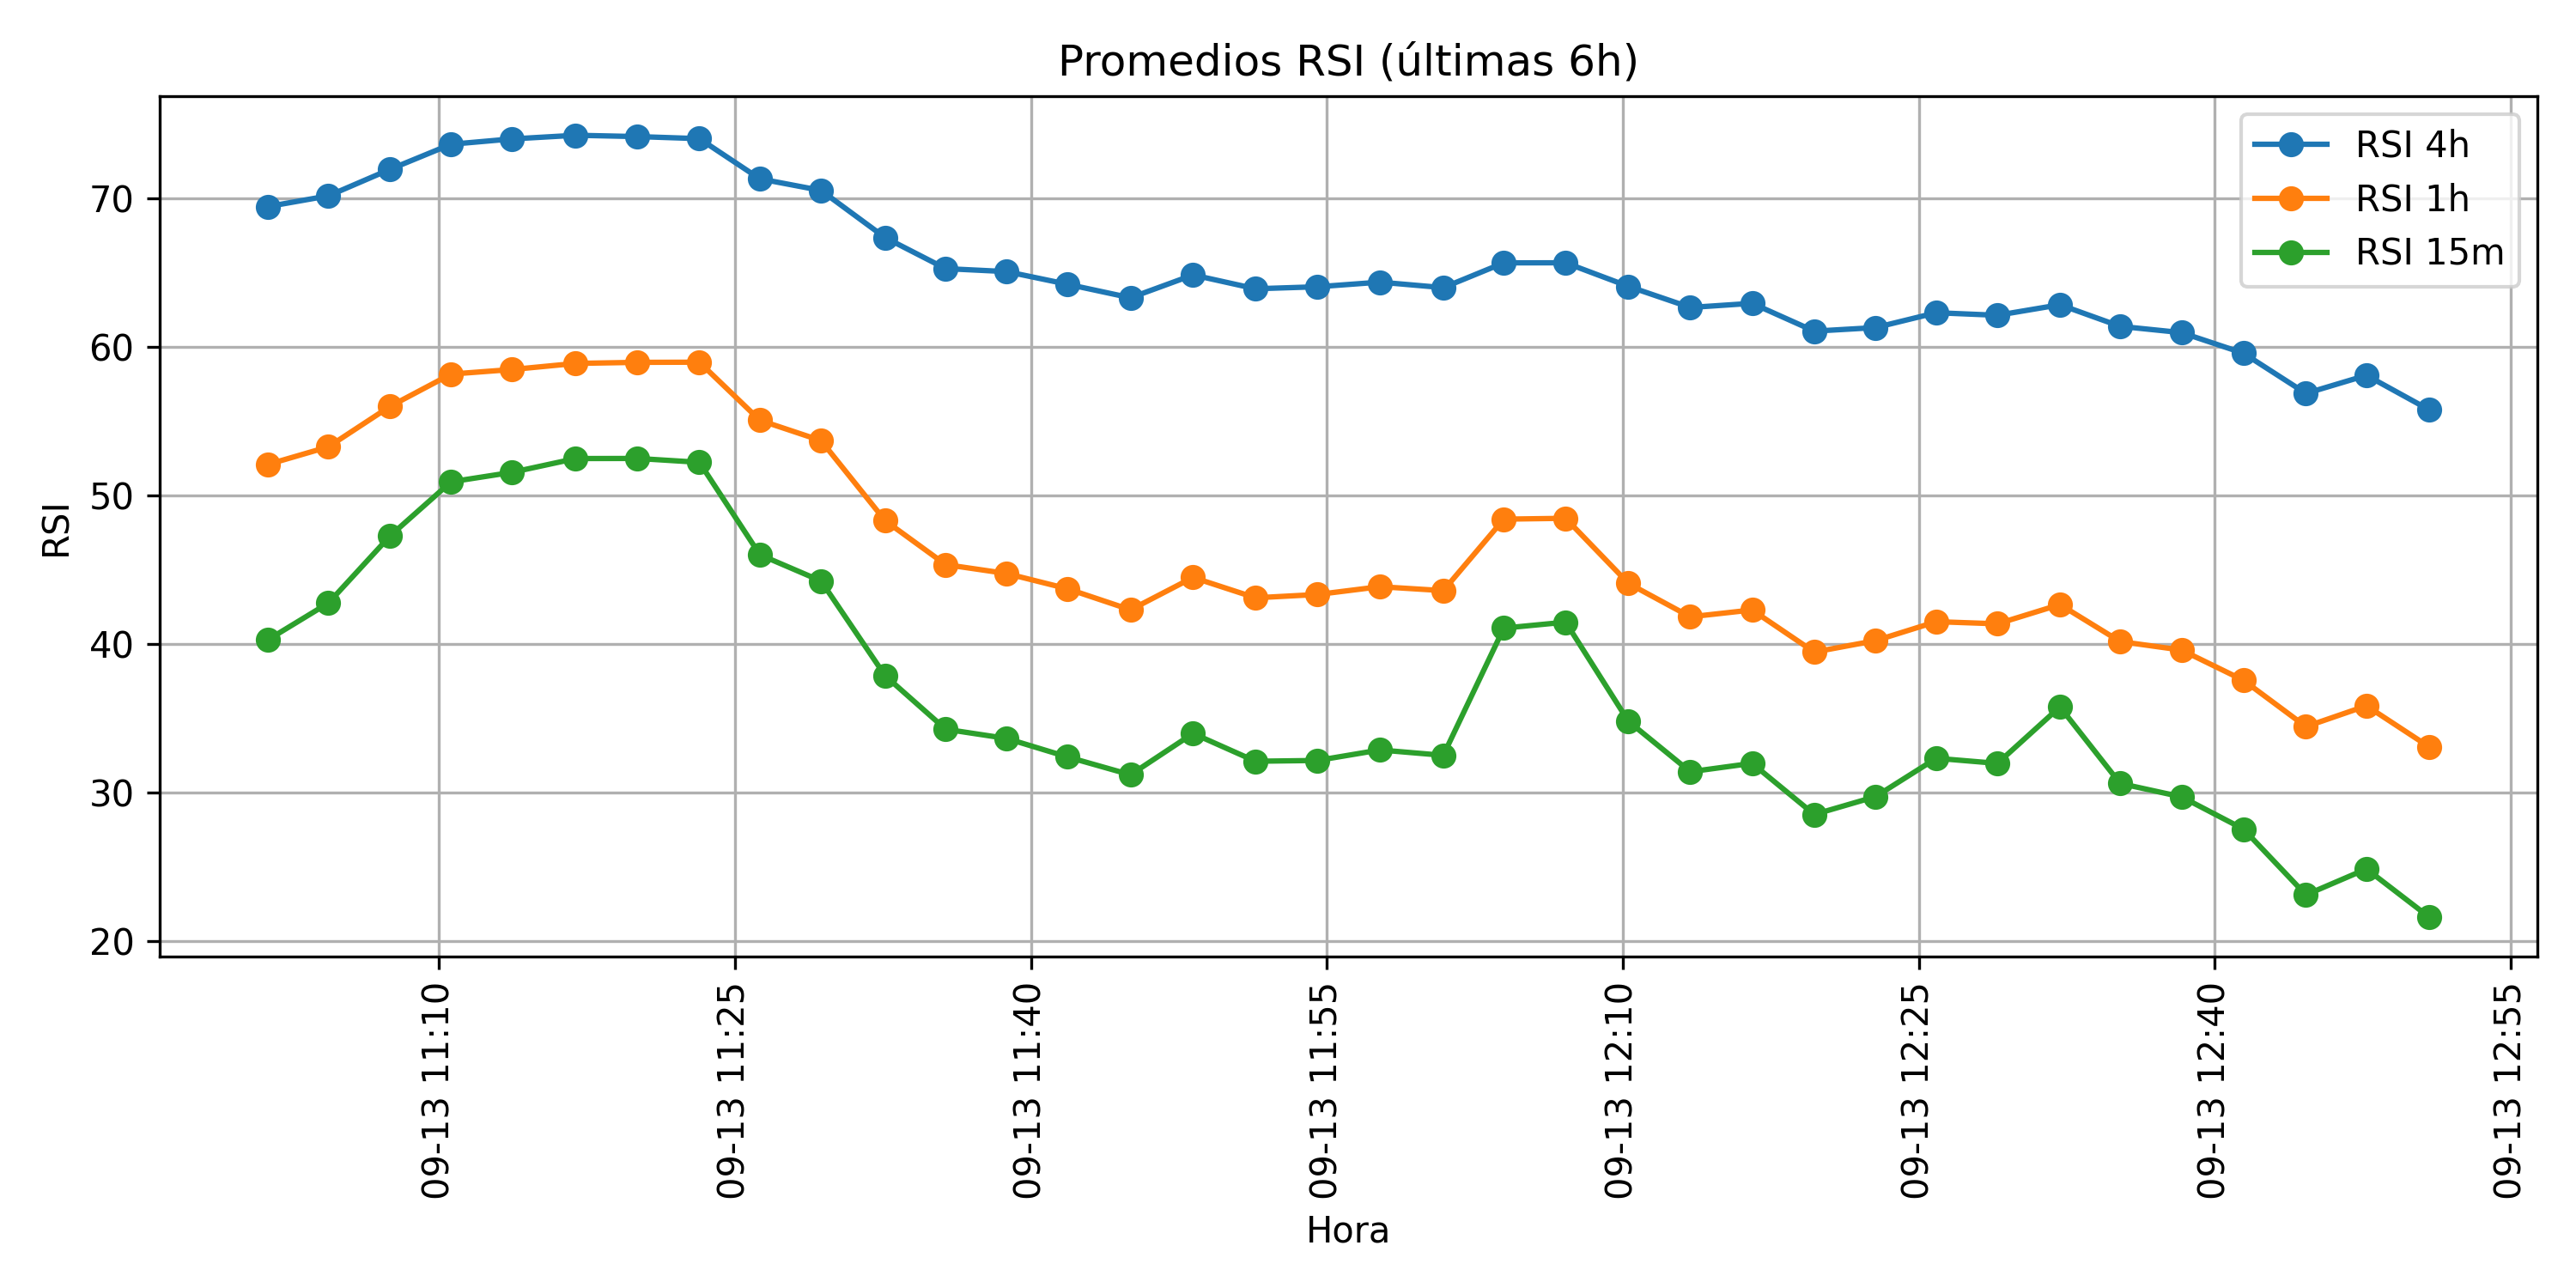 Promedios RSI (últimas 6h)
RSI 4h
RSI 1h
RSI 15m
RSI
70
60
50
40
30
20
09-13 11:10
09-13 11:25
09-13 11:40
09-13 11:55
09-13 12:10
09-13 12:25
09-13 12:40
09-13 12:55
Hora